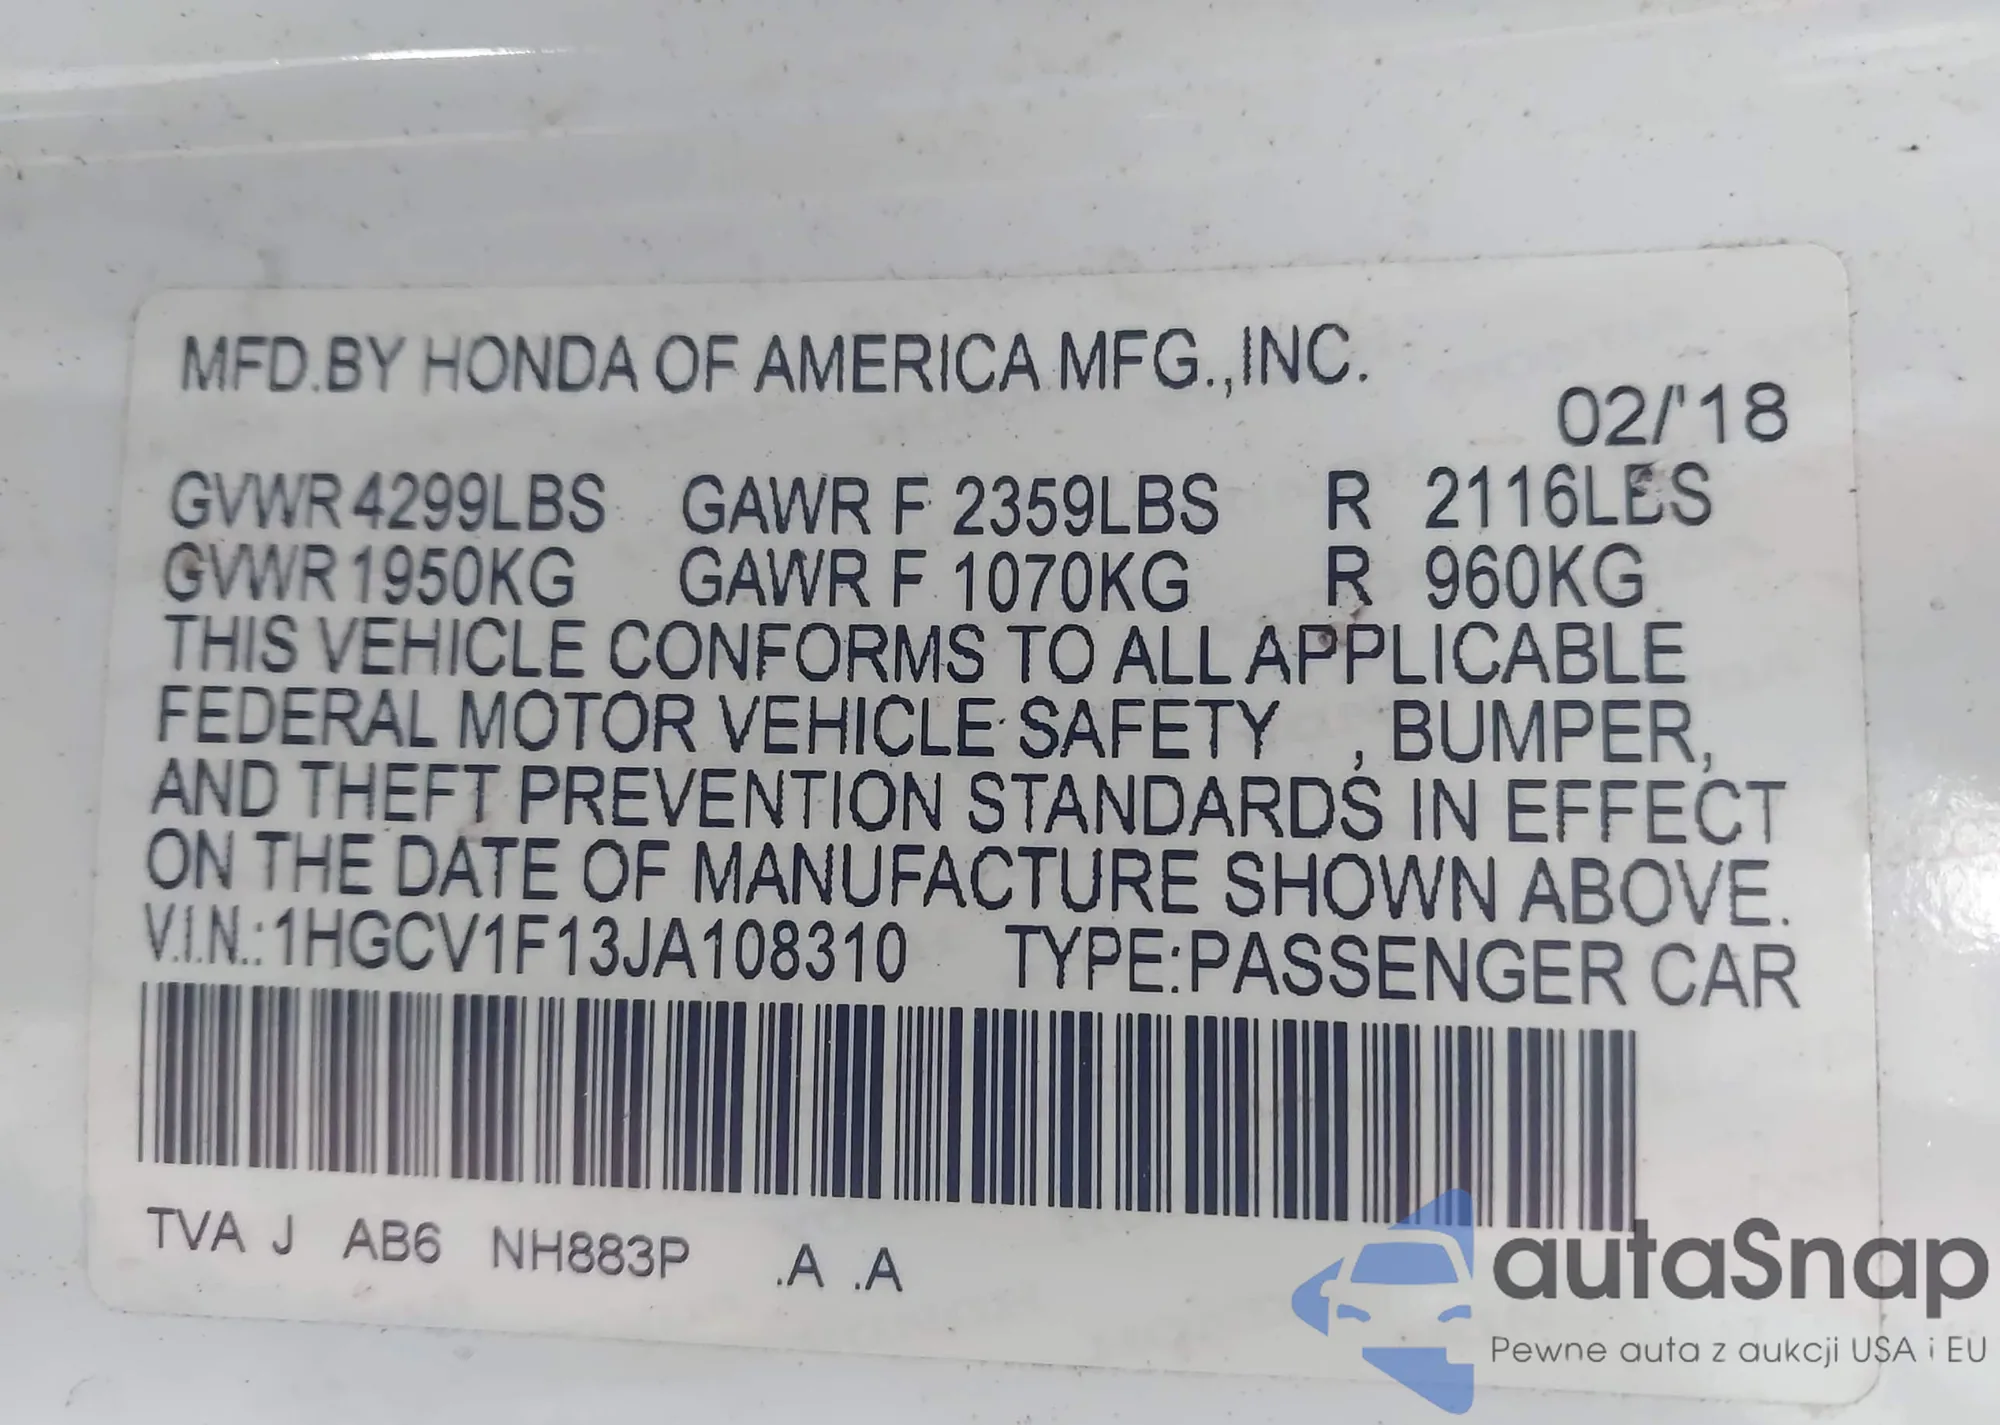 MFD.BY HONDA OF AMERICA MFG.,INC.
02/'18
GVWR 4299LBS GAWR F 2359LBS R 2116LBS
GVWR 1950KG GAWR F 1070KG R 960KG
THIS VEHICLE CONFORMS TO ALL APPLICABLE
FEDERAL MOTOR VEHICLE SAFETY , BUMPER,
AND THEFT PREVENTION STANDARDS IN EFFECT
ON THE DATE OF MANUFACTURE SHOWN ABOVE.
V.I.N.:1HGCV1F13JA108310 TYPE:PASSENGER CAR
TVA J AB6 NH883P .A .A
autaSnap
Pewne auta z aukcji USA i EU